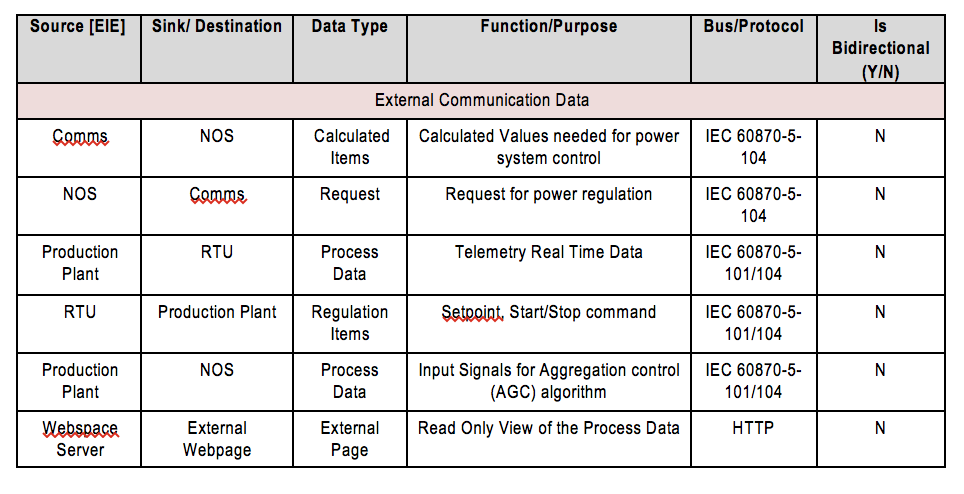 Source [EIE] Sink/ Destination Data Type Function/Purpose Bus/Protocol Is
Bidirectional
(Y/N)
External Communication Data
Comms NOS Calculated Calculated Values needed for power IEC 60870-5- N
Items system control 104
NOS Comms Request Request for power regulation IEC 60870-5- N
104
Production RTU Process Telemetry Real Time Data IEC 60870-5- N
Plant Data 101/104
RTU Production Plant Regulation Setpoint, Start/Stop command IEC 60870-5- N
Items 101/104
Production NOS Process Input Signals for Aggregation control IEC 60870-5- N
Plant Data (AGC) algorithm 101/104
Webspace External External Read Only View of the Process Data HTTP N
Server Webpage Page